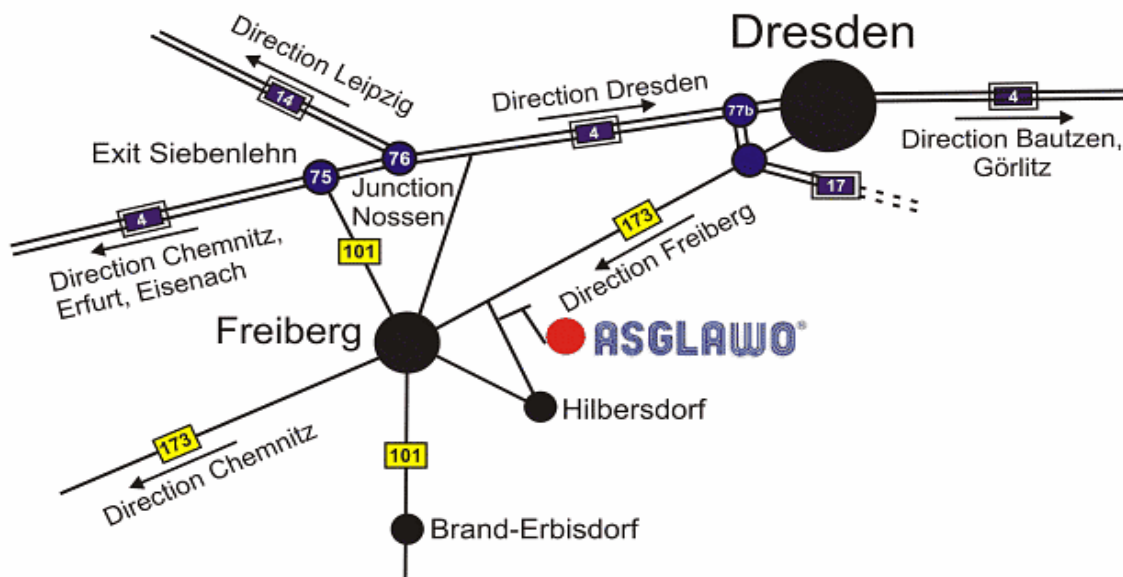 Direction Leipzig
14
Dresden
Direction Dresden
4
77b
4
Direction Bautzen,
Görlitz
Exit Siebenlehn
75
76
Junction
Nossen
17
4
Direction Chemnitz,
Erfurt, Eisenach
101
173
Direction Freiberg
Freiberg
ASGLAWO®
Hilbersdorf
173
Direction Chemnitz
101
Brand-Erbisdorf